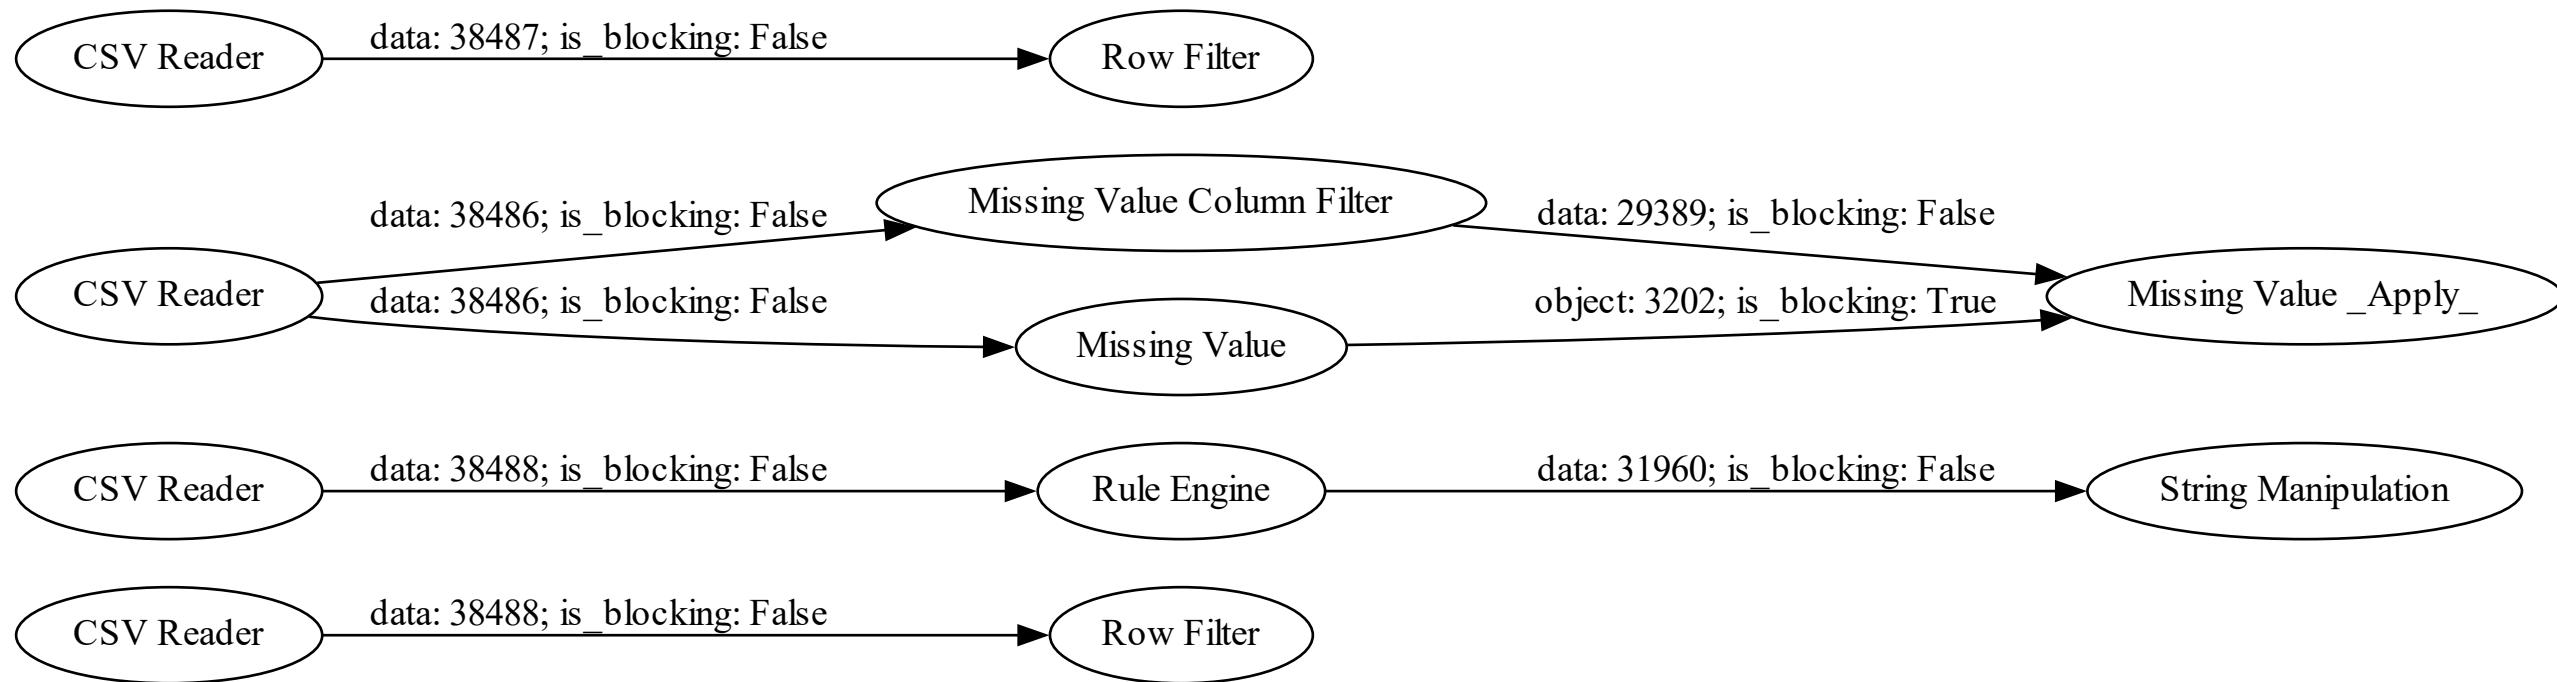 CSV Reader
data: 38487; is_blocking: False
Row Filter
CSV Reader
data: 38486; is_blocking: False
Missing Value Column Filter
data: 29389; is_blocking: False
data: 38486; is_blocking: False
Missing Value
object: 3202; is_blocking: True
Missing Value _Apply_
CSV Reader
data: 38488; is_blocking: False
Rule Engine
data: 31960; is_blocking: False
String Manipulation
CSV Reader
data: 38488; is_blocking: False
Row Filter